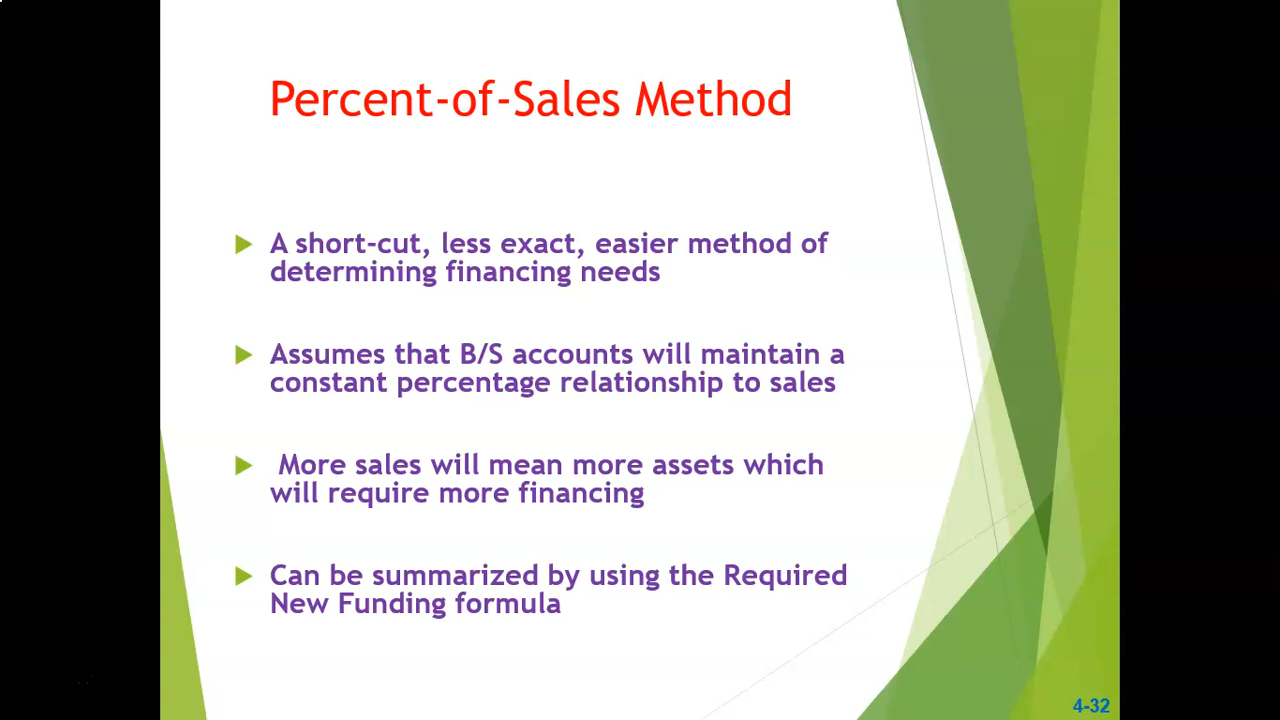 Percent-of-Sales Method
A short-cut, less exact, easier method of
determining financing needs
Assumes that B/S accounts will maintain a
constant percentage relationship to sales
More sales will mean more assets which
will require more financing
Can be summarized by using the Required
New Funding formula
4-32